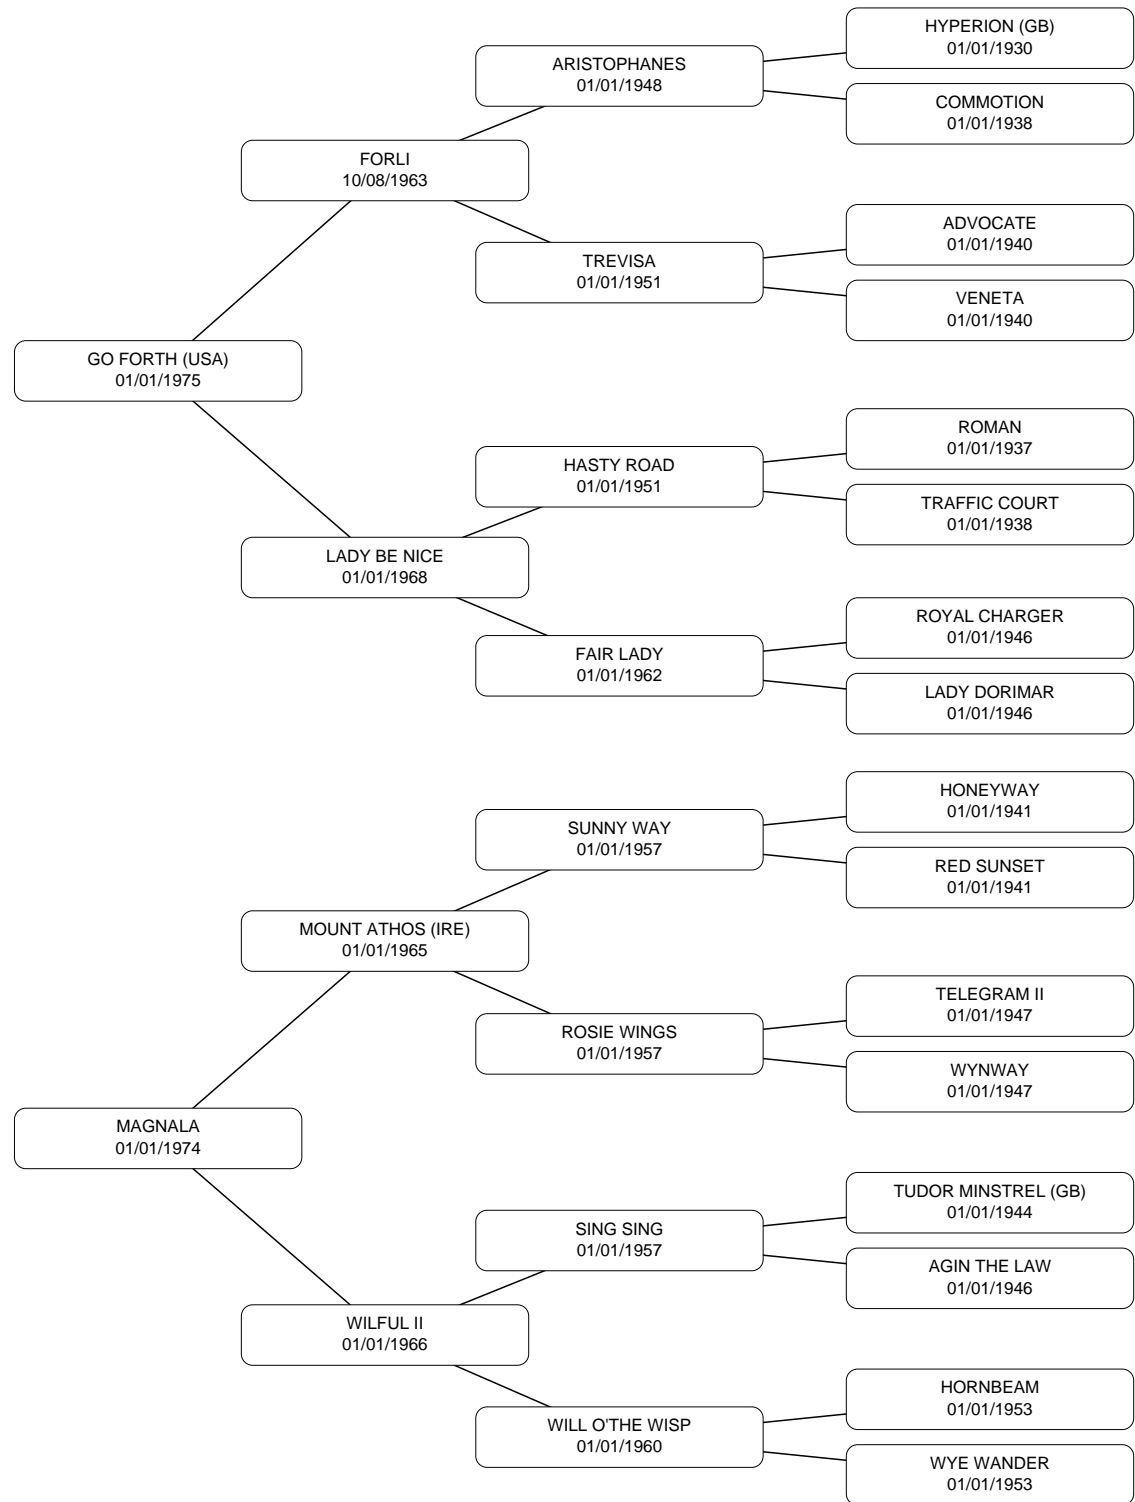 HYPERION (GB)
01/01/1930
ARISTOPHANES
01/01/1948
COMMOTION
01/01/1938
FORLI
10/08/1963
ADVOCATE
01/01/1940
TREVISA
01/01/1951
VENETA
01/01/1940
GO FORTH (USA)
01/01/1975
ROMAN
01/01/1937
HASTY ROAD
01/01/1951
TRAFFIC COURT
01/01/1938
LADY BE NICE
01/01/1968
ROYAL CHARGER
01/01/1946
FAIR LADY
01/01/1962
LADY DORIMAR
01/01/1946
HONEYWAY
01/01/1941
SUNNY WAY
01/01/1957
RED SUNSET
01/01/1941
MOUNT ATHOS (IRE)
01/01/1965
TELEGRAM II
01/01/1947
ROSIE WINGS
01/01/1957
WYNWAY
01/01/1947
MAGNALA
01/01/1974
TUDOR MINSTREL (GB)
01/01/1944
SING SING
01/01/1957
AGIN THE LAW
01/01/1946
WILFUL II
01/01/1966
HORNBEAM
01/01/1953
WILL O'THE WISP
01/01/1960
WYE WANDER
01/01/1953